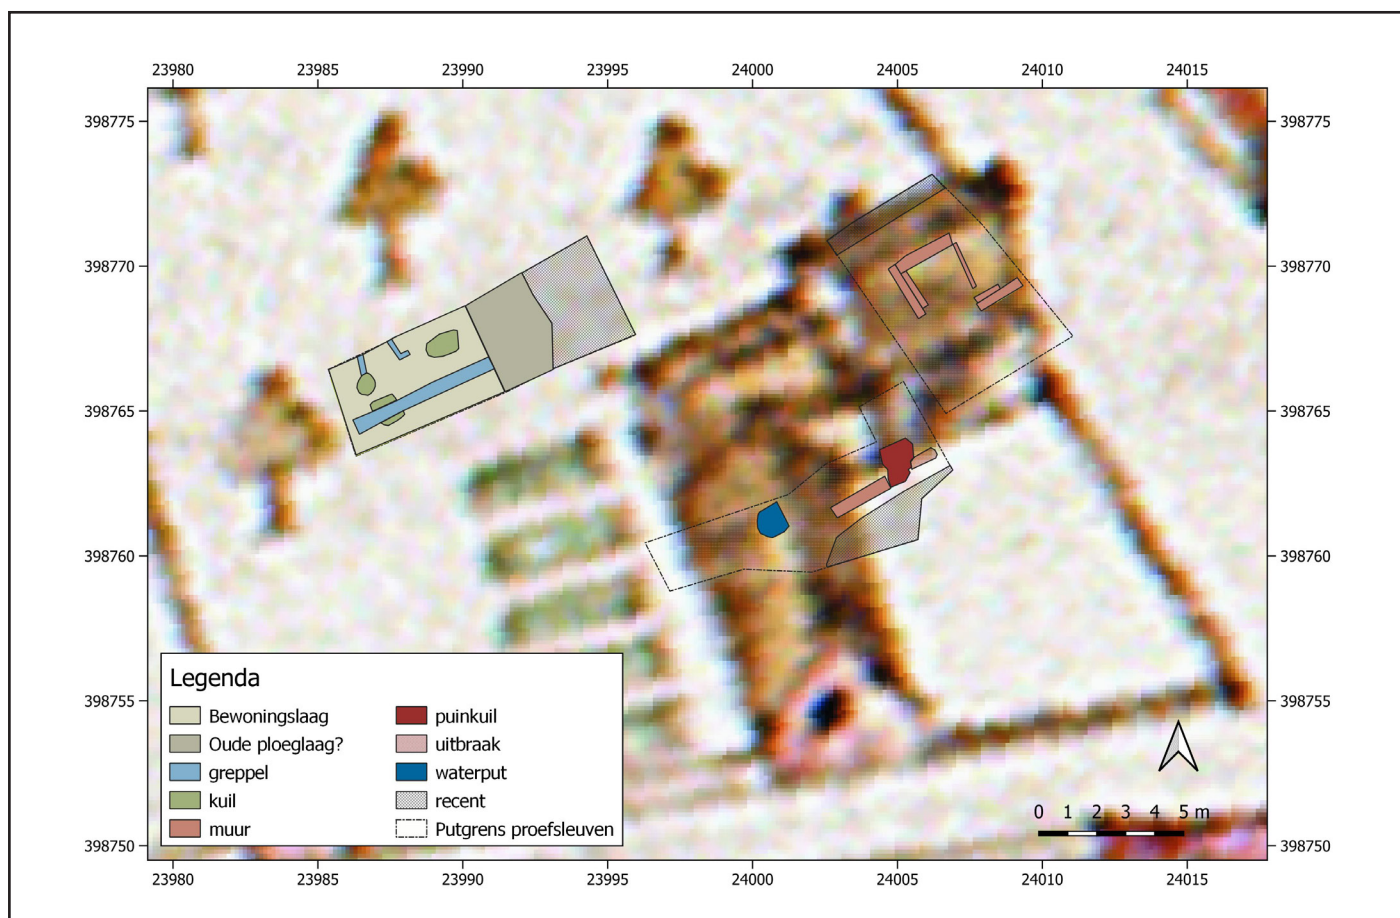 23980 23985 23990 23995 24000 24005 24010 24015
398775 398775
398770 398770
398765 398765
398760 398760
398755 398755
398750 398750
Legenda
Bewoningslaag
Oude ploeglaag?
greppel
kuil
muur
puinkuil
uitbraak
waterput
recent
Putgrens proefsleuven
0 1 2 3 4 5 m
23980 23985 23990 23995 24000 24005 24010 24015